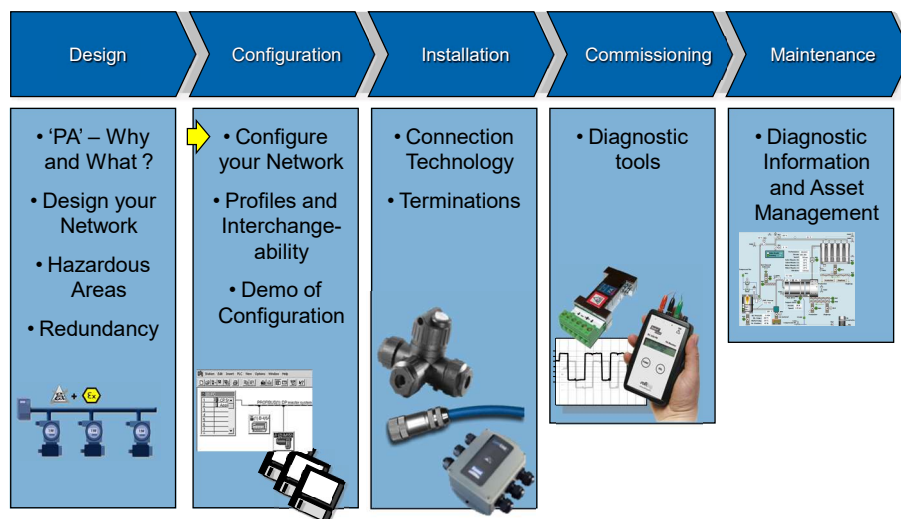 Design
Configuration
Installation
Commissioning
Maintenance
• 'PA' – Why
and What ?
• Design your
Network
• Hazardous
Areas
• Redundancy
• Configure
your Network
• Profiles and
Interchange-
ability
• Demo of
Configuration
• Connection
Technology
• Terminations
• Diagnostic
tools
• Diagnostic
Information
and Asset
Management
+
Ex